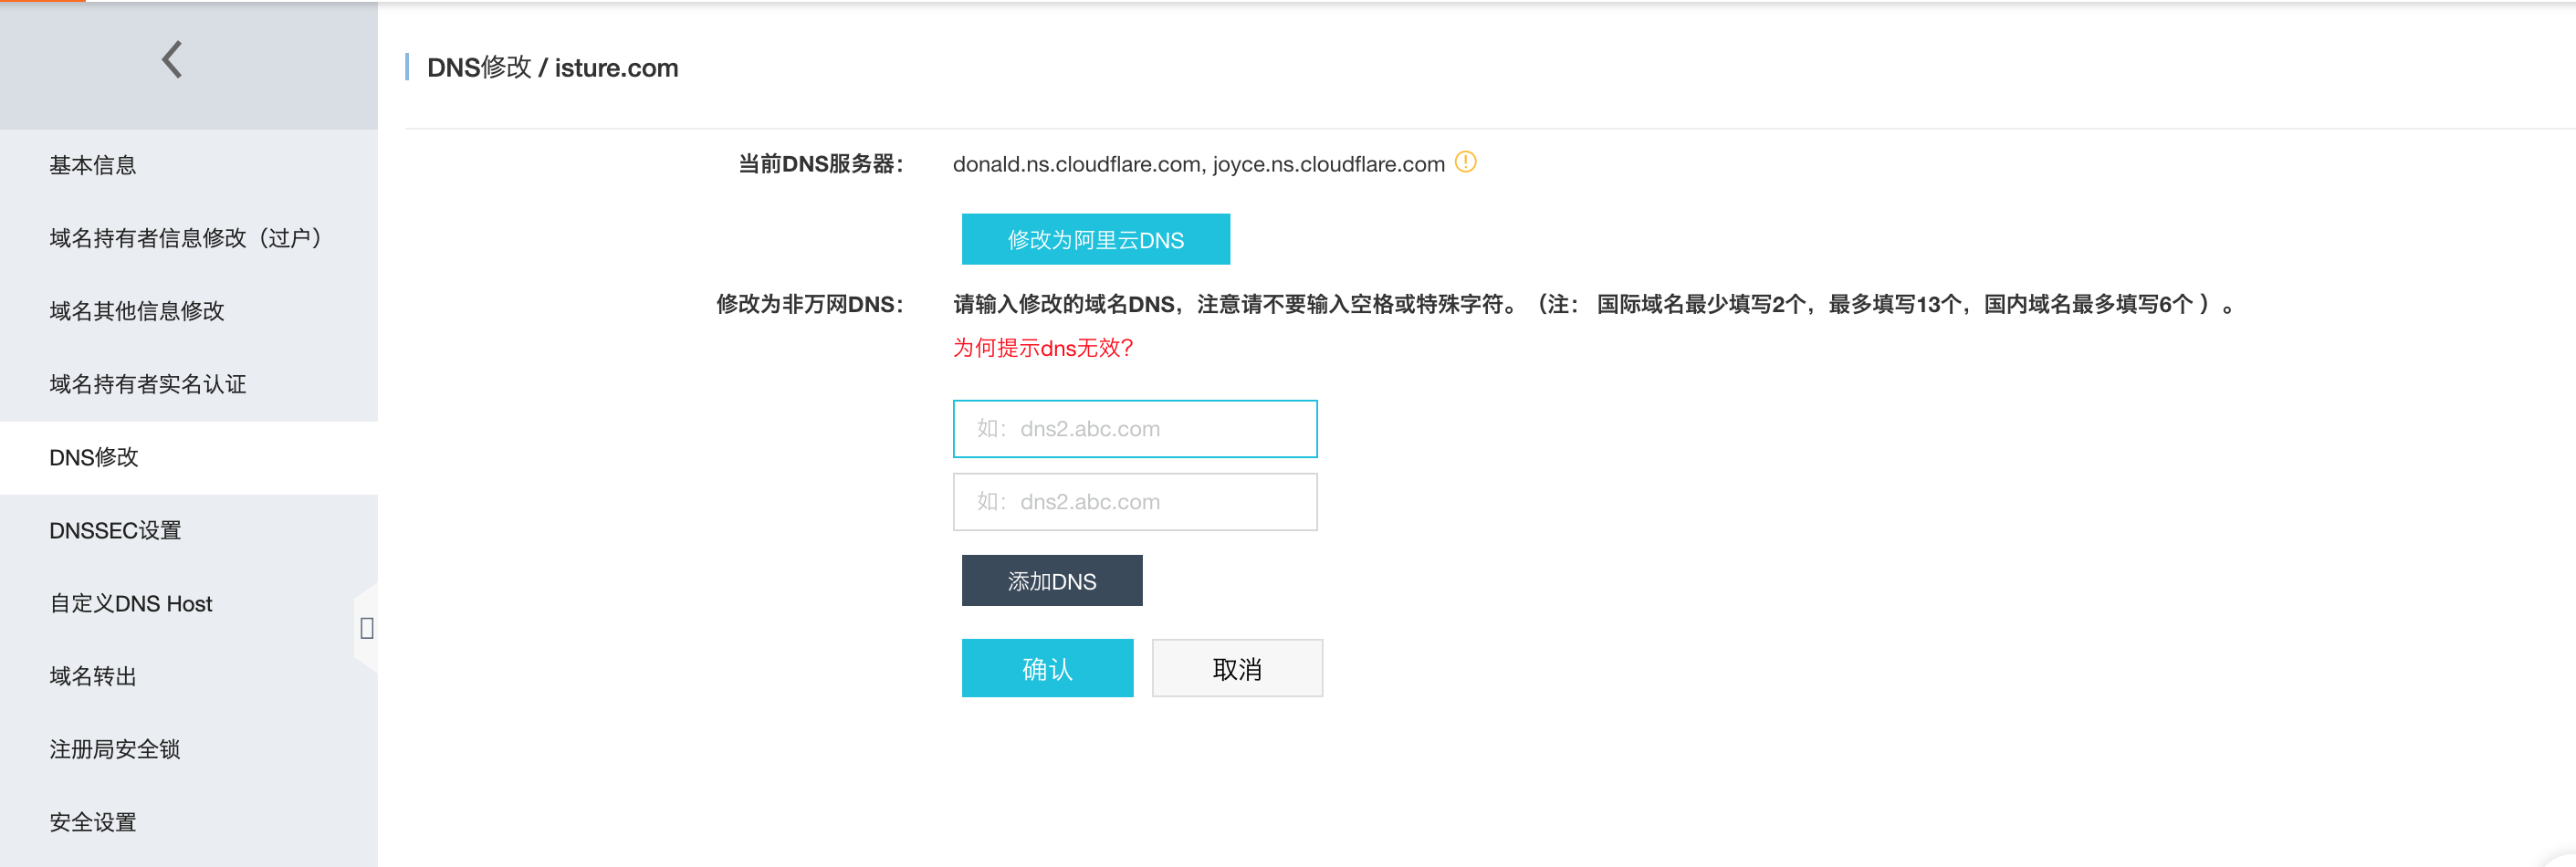 DNS修改 / isture.com
基本信息
域名持有者信息修改（过户）
域名其他信息修改
域名持有者实名认证
DNS修改
DNSSEC设置
自定义DNS Host
域名转出
注册局安全锁
安全设置
当前DNS服务器：
donald.ns.cloudflare.com, joyce.ns.cloudflare.com
修改为阿里云DNS
修改为非万网DNS：
请输入修改的域名DNS，注意请不要输入空格或特殊字符。（注： 国际域名最少填写2个，最多填写13个，国内域名最多填写6个 ）。
为何提示dns无效?
如：dns2.abc.com
如：dns2.abc.com
添加DNS
确认
取消